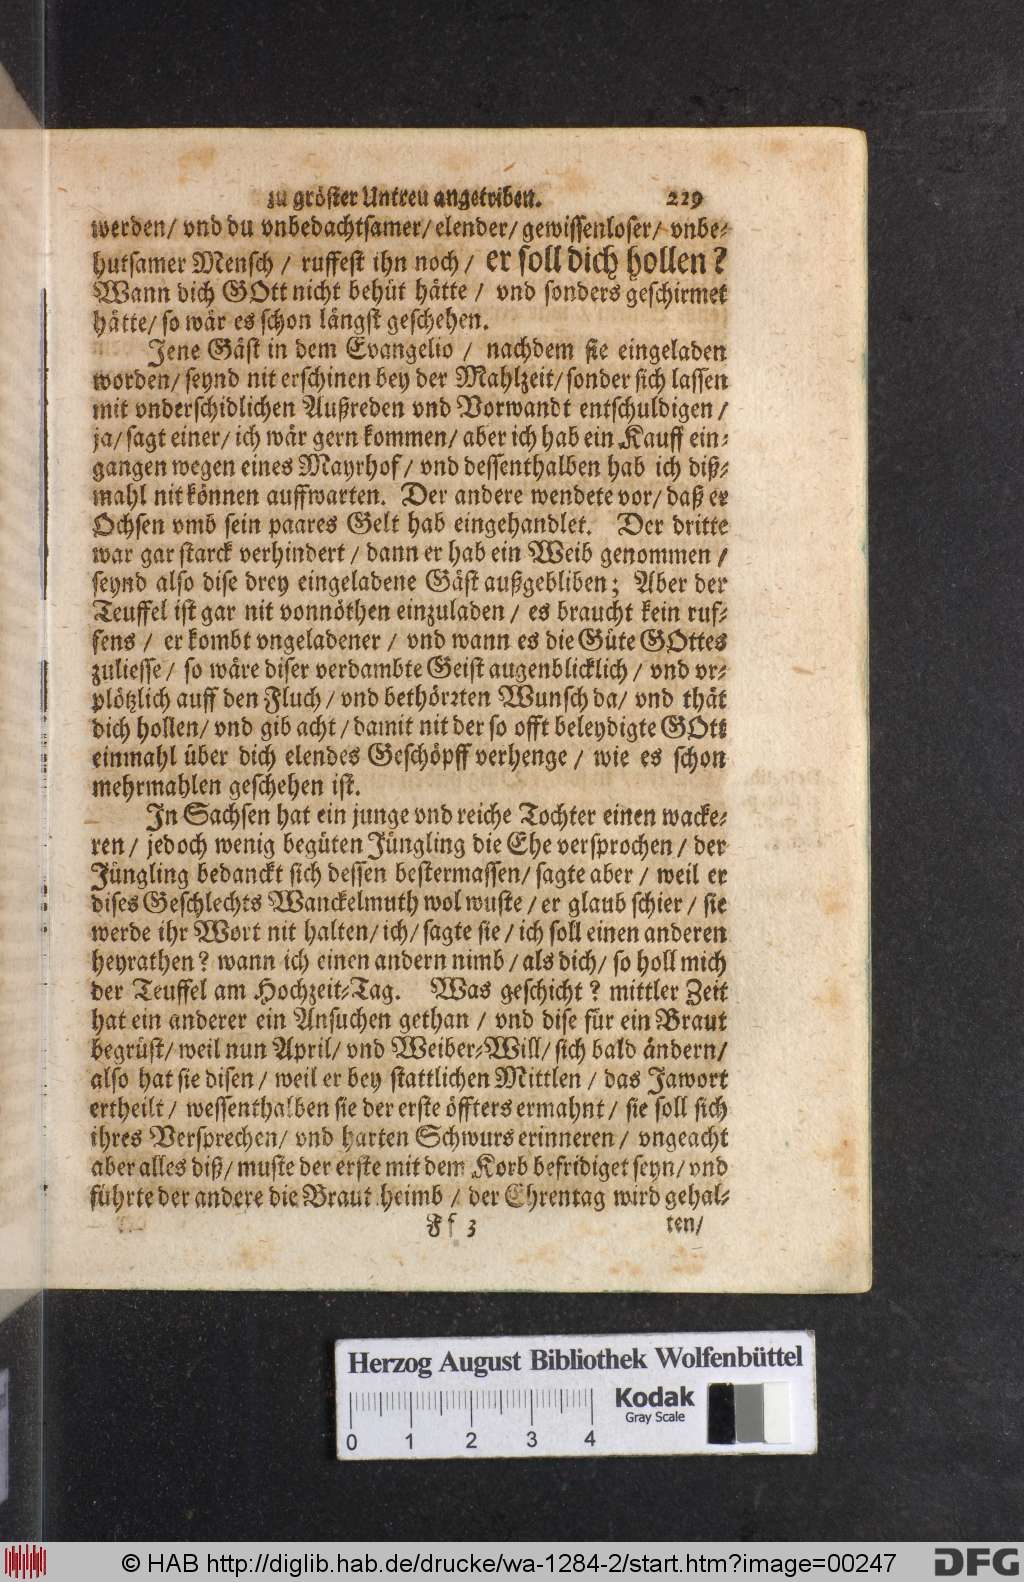 zu gröster Untreu angetriben. 229
werden/ vnd du vnbedachtsamer/ elender/ gewissenloser/ vnbe-
hutsamer Mensch / ruffest ihn noch / er soll dich hollen?
Wann dich GOtt nicht behüt hätte / vnd sonders geschirmet
hätte/ so wär es schon längst geschehen.
Jene Gäst in dem Evangelio / nachdem sie eingeladen
worden/ seynd nit erschinen bey der Mahlzeit/ sonder sich lassen
mit vnderschidlichen Außreden vnd Vorwandt entschuldigen /
ja/ sagt einer/ ich wär gern kommen/ aber ich hab ein Kauff ein-
gangen wegen eines Mayrhof / vnd dessenthalben hab ich diß-
mahl nit können auffwarten. Der andere wendete vor/ daß er
Ochsen vmb sein paares Gelt hab eingehandlet. Der dritte
war gar starck verhindert / dann er hab ein Weib genommen /
seynd also dise drey eingeladene Gäst außgebliben; Aber der
Teuffel ist gar nit vonnöthen einzuladen / es braucht kein ruf-
fens / er kombt vngeladener / vnd wann es die Güte GOttes
zuliesse / so wäre diser verdambte Geist augenblicklich / vnd vr-
plötzlich auff den Fluch / vnd bethörzten Wunsch da/ vnd thät
dich hollen/ vnd gib acht / damit nit der so offt beleydigte GOtt
einmahl über dich elendes Geschöpff verhenge / wie es schon
mehrmahlen geschehen ist.
In Sachsen hat ein junge vnd reiche Tochter einen wacke-
ren / jedoch wenig begüten Jüngling die Ehe versprochen / der
Jüngling bedanckt sich dessen bestermassen/ sagte aber / weil er
dises Geschlechts Wanckelmuth wol wuste / er glaub schier / sie
werde ihr Wort nit halten/ ich/ sagte sie / ich soll einen anderen
heyrathen? wann ich einen andern nimb / als dich/ so holl mich
der Teuffel am Hochzeit-Tag. Was geschicht? mittler Zeit
hat ein anderer ein Ansuchen gethan / vnd dise für ein Braut
begrüst/ weil nun April/ vnd Weiber-Will/ sich bald ändern/
also hat sie disen / weil er bey stattlichen Mittlen / das Jawort
ertheilt / wessenthalben sie der erste öffters ermahnt / sie soll sich
ihres Versprechen/ vnd harten Schwurs erinneren / vngeacht
aber alles diß/ muste der erste mit dem Korb befridiget seyn/ vnd
führte der andere die Braut heimb / der Ehrentag wird gehal-
Ff 3 ten/
Herzog August Bibliothek Wolfenbüttel
Kodak
Gray Scale
0 1 2 3 4
© HAB http://diglib.hab.de/drucke/wa-1284-2/start.htm?image=00247 DFG